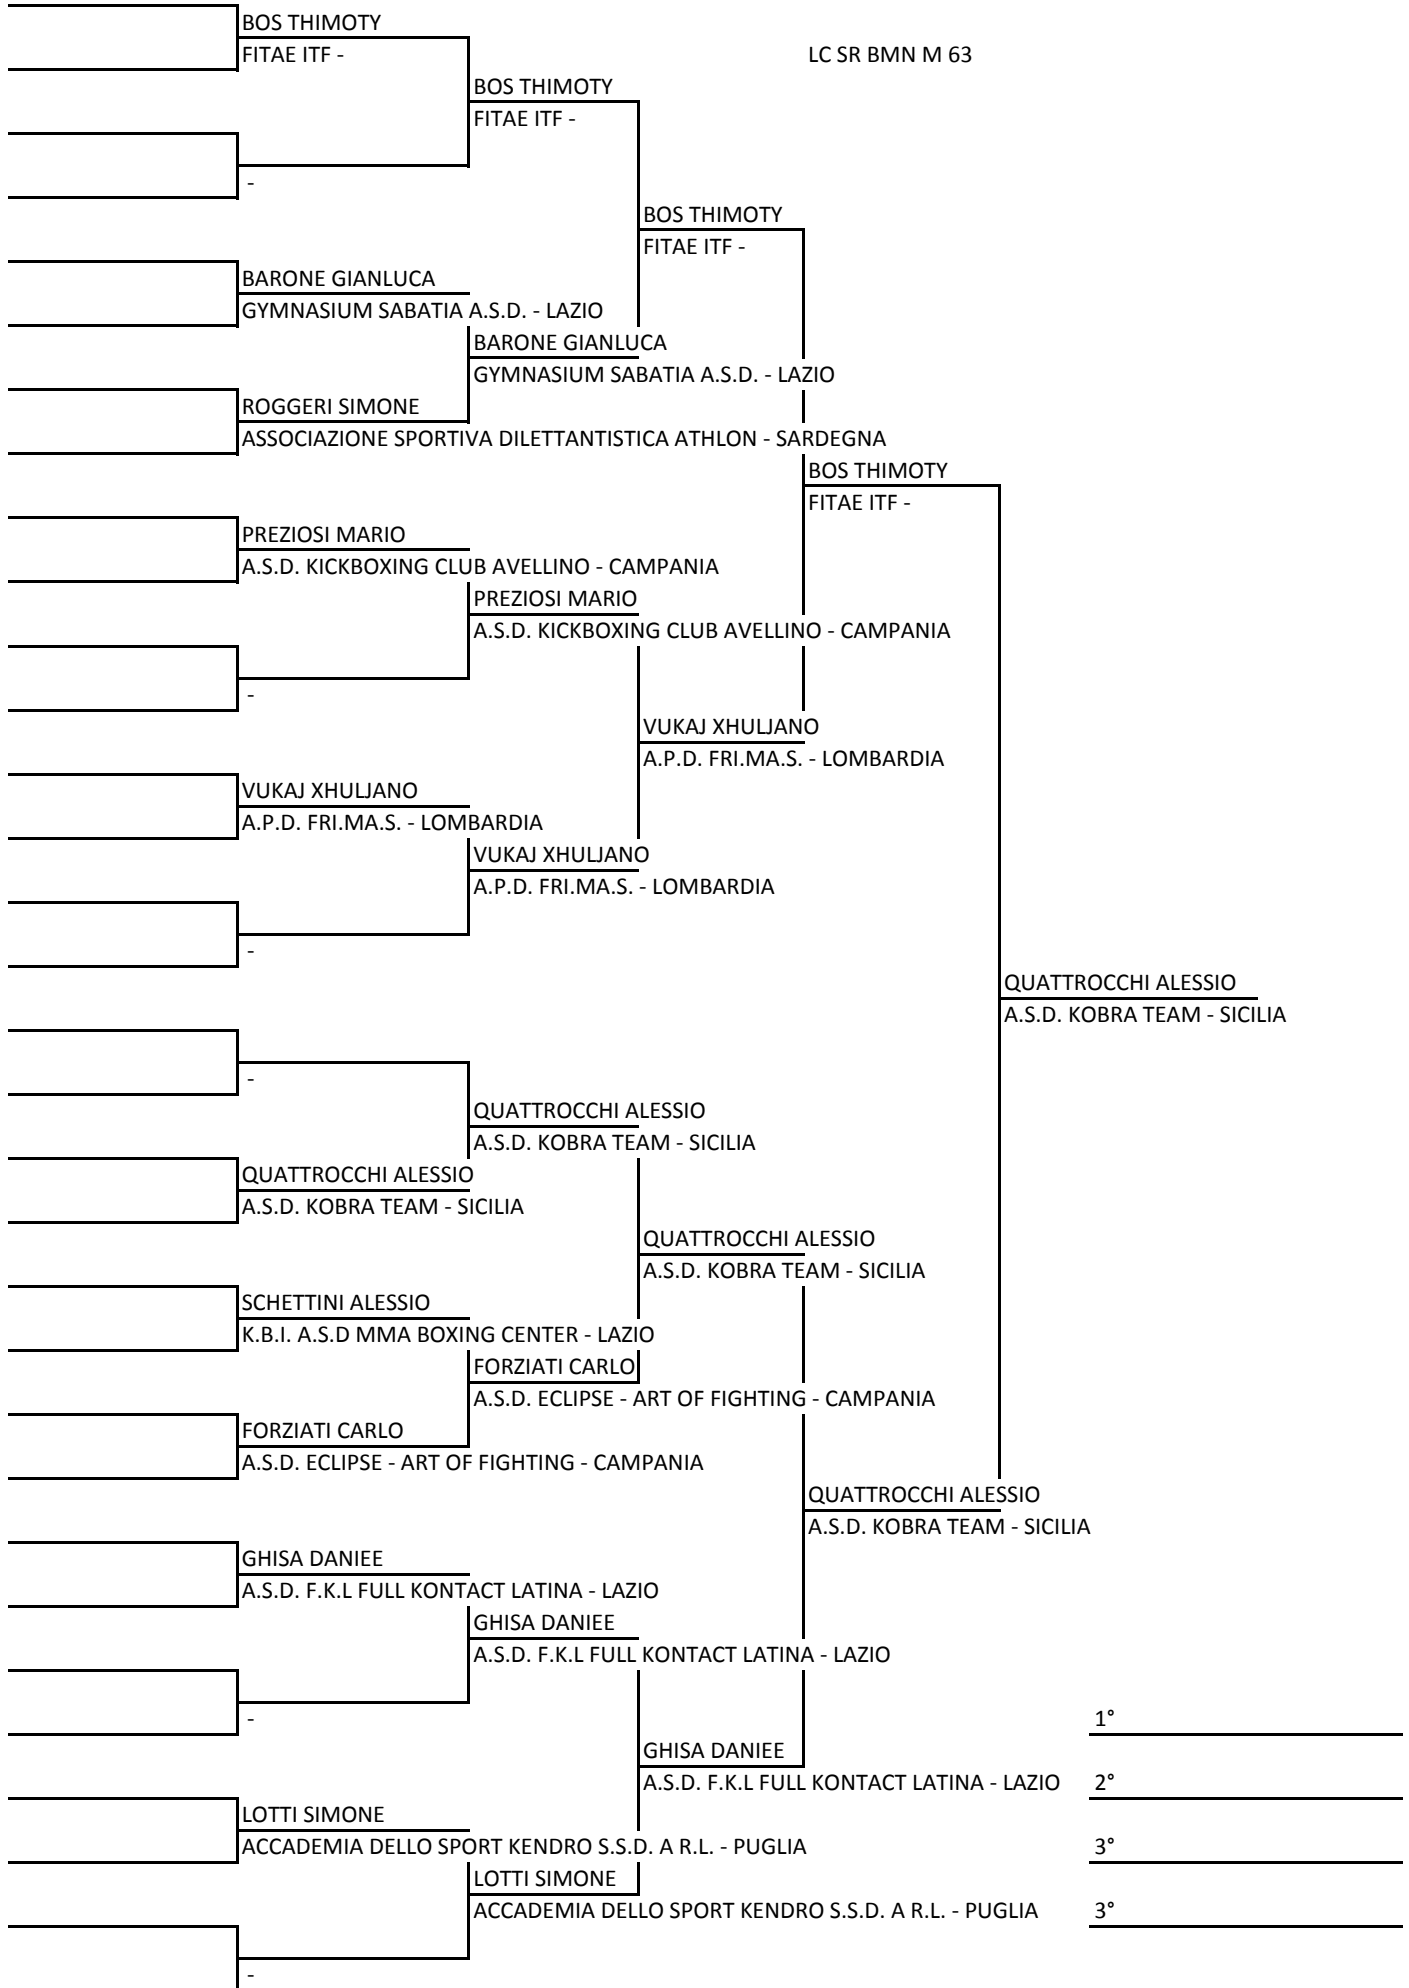 BOS THIMOTY
FITAE ITF -
LC SR BMN M 63
BOS THIMOTY
FITAE ITF -
-
BOS THIMOTY
FITAE ITF -
BARONE GIANLUCA
GYMNASIUM SABATIA A.S.D. - LAZIO
BARONE GIANLUCA
GYMNASIUM SABATIA A.S.D. - LAZIO
ROGGERI SIMONE
ASSOCIAZIONE SPORTIVA DILETTANTISTICA ATHLON - SARDEGNA
BOS THIMOTY
FITAE ITF -
PREZIOSI MARIO
A.S.D. KICKBOXING CLUB AVELLINO - CAMPANIA
PREZIOSI MARIO
A.S.D. KICKBOXING CLUB AVELLINO - CAMPANIA
-
VUKAJ XHULJANO
A.P.D. FRI.MA.S. - LOMBARDIA
VUKAJ XHULJANO
A.P.D. FRI.MA.S. - LOMBARDIA
VUKAJ XHULJANO
A.P.D. FRI.MA.S. - LOMBARDIA
-
QUATTROCCHI ALESSIO
A.S.D. KOBRA TEAM - SICILIA
-
QUATTROCCHI ALESSIO
A.S.D. KOBRA TEAM - SICILIA
QUATTROCCHI ALESSIO
A.S.D. KOBRA TEAM - SICILIA
QUATTROCCHI ALESSIO
A.S.D. KOBRA TEAM - SICILIA
SCHETTINI ALESSIO
K.B.I. A.S.D MMA BOXING CENTER - LAZIO
FORZIATI CARLO
A.S.D. ECLIPSE - ART OF FIGHTING - CAMPANIA
FORZIATI CARLO
A.S.D. ECLIPSE - ART OF FIGHTING - CAMPANIA
QUATTROCCHI ALESSIO
A.S.D. KOBRA TEAM - SICILIA
GHISA DANIEE
A.S.D. F.K.L FULL KONTACT LATINA - LAZIO
GHISA DANIEE
A.S.D. F.K.L FULL KONTACT LATINA - LAZIO
-
1°
GHISA DANIEE
A.S.D. F.K.L FULL KONTACT LATINA - LAZIO
2°
LOTTI SIMONE
ACCADEMIA DELLO SPORT KENDRO S.S.D. A R.L. - PUGLIA
3°
LOTTI SIMONE
ACCADEMIA DELLO SPORT KENDRO S.S.D. A R.L. - PUGLIA
3°
-